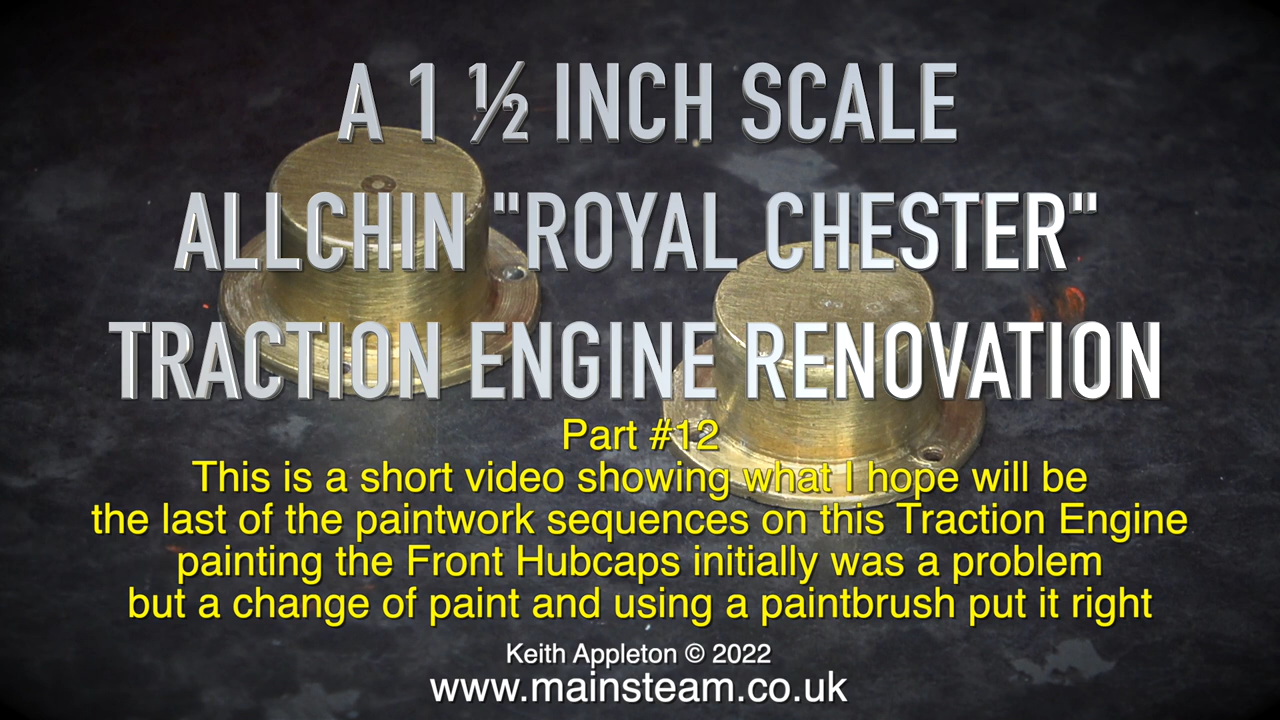 A 1 ½ INCH SCALE
ALLCHIN "ROYAL CHESTER"
TRACTION ENGINE RENOVATION
Part #12
This is a short video showing what I hope will be
the last of the paintwork sequences on this Traction Engine
painting the Front Hubcaps initially was a problem
but a change of paint and using a paintbrush put it right
Keith Appleton © 2022
www.mainsteam.co.uk